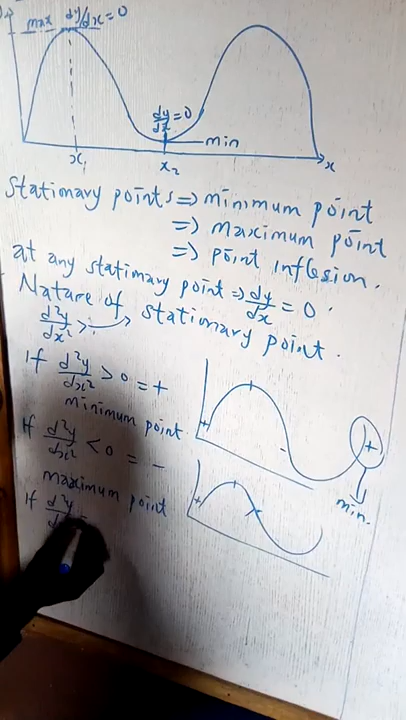 max dy/dx = 0
dy/dx = 0
min
x₁
x₂
x
Stationary points => minimum point
=> maximum point
=> point inflesion.
at any stationary point => dy/dx = 0.
Nature of stationary point.
d²y/dx² >
If d²y/dx² > 0 = +
minimum point
If d²y/dx² < 0 = -
maximum point
If d²y
+
min.